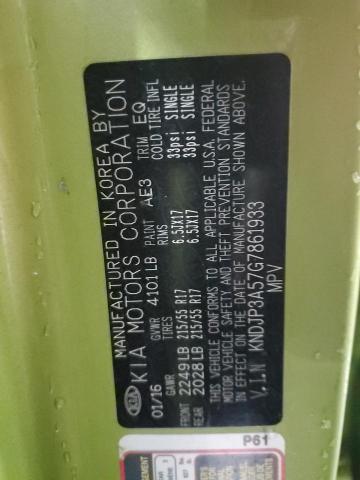 MANUFACTURED IN KOREA BY
KIA KIA MOTORS CORPORATION
01/16 GVWR 4101LB PAINT AE3 TRIM EQ
GAWR TIRES RIMS COLD TIRE INFL
FRONT 2249LB 215/55 R17 6.5JX17 33psi SINGLE
REAR 2028LB 215/55 R17 6.5JX17 33psi SINGLE
THIS VEHICLE CONFORMS TO ALL APPLICABLE U.S.A. FEDERAL
MOTOR VEHICLE SAFETY AND THEFT PREVENTION STANDARDS
IN EFFECT ON THE DATE OF MANUFACTURE SHOWN ABOVE.
V.I.N KNDJP3A57G7861933
MPV
P61